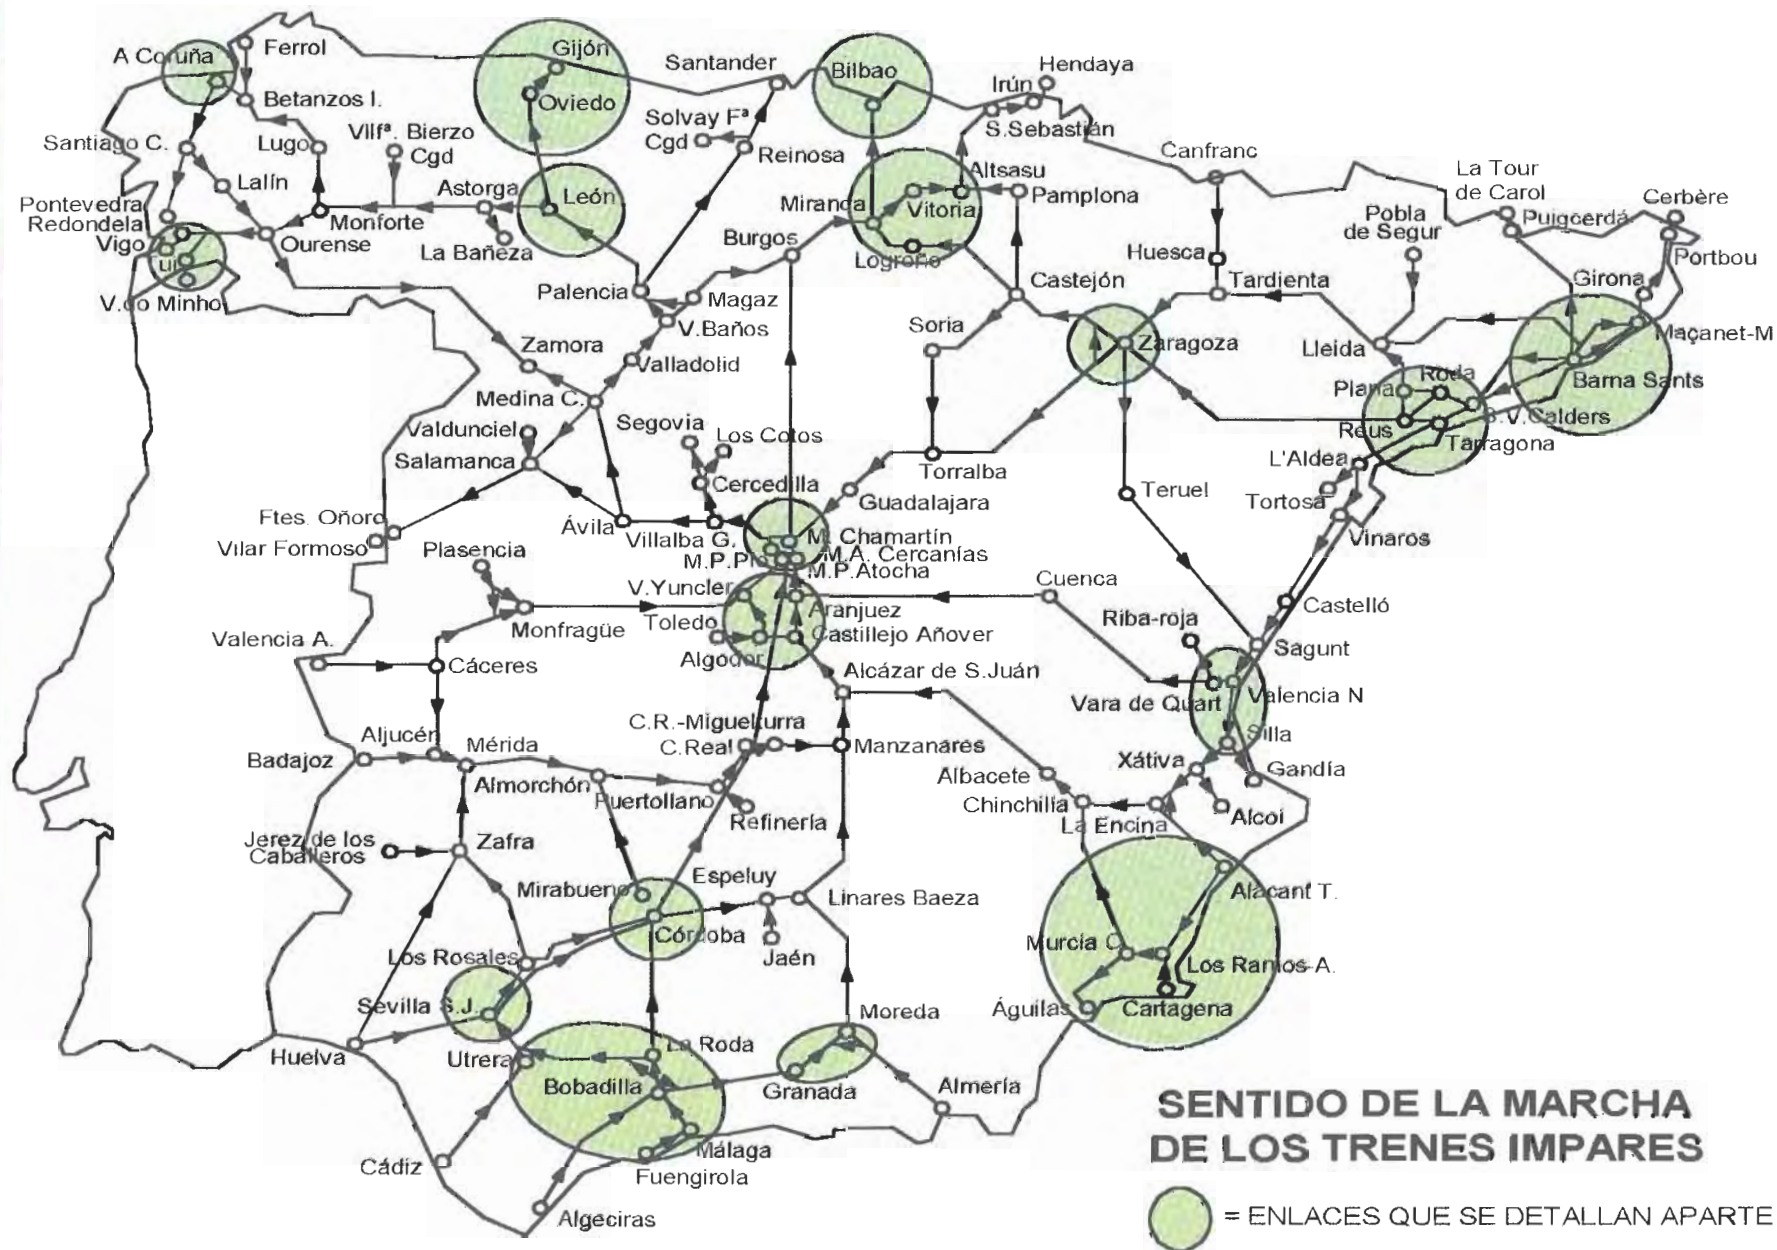 A Coruña
Ferrol
Gijón
Santander
Bilbao
Hendaya
Irún
Oviedo
Betanzos I.
Vilfª. Bierzo
Cgd
Solvay Fª
Cgd
S.Sebastián
Santiago C.
Lugo
Reinosa
Canfranc
Lalín
Astorga
León
Altsasu
Pamplona
La Tour
de Carol
Cerbère
Pontevedra
Redondela
Vigo
Monforte
Miranda
Vitoria
Pobla
de Segur
Puigcerdá
Ourense
La Bañeza
Burgos
Logroño
Huesca
Portbou
V.do Minho
Palencia
Magaz
Castejón
Tardienta
Girona
V.Baños
Soria
Zaragoza
Lleida
Maçanet-M
Zamora
Valladolid
Plana
Roda
Barna Sants
Medina C.
Segovia
Los Cotos
S.V.Calders
Valdunciel
Reus
Tarragona
Salamanca
Cercedilla
Torralba
L'Aldea
Guadalajara
Teruel
Tortosa
Ftes. Oñoro
Ávila
Villalba G.
M. Chamartín
Vinaros
Vilar Formoso
Plasencia
M.P.Pío
M.A. Cercanías
M.P.Atocha
V.Yuncler
Cuenca
Monfragüe
Toledo
Aranjuez
Castelló
Valencia A.
Algodor
Castillejo Añover
Riba-roja
Sagunt
Cáceres
Alcázar de S.Juán
Vara de Quart
Valencia N
Aljucén
Mérida
C.R.-Miguelturra
C.Real
Manzanares
Silla
Badajoz
Almorchón
Puertollano
Albacete
Xátiva
Gandía
Refinería
Chinchilla
La Encina
Alcoi
Jerez de los
Caballeros
Zafra
Mirabueno
Espeluy
Linares Baeza
Alacant T.
Córdoba
Jaén
Murcia C.
Los Rosales
Los Ramos-A.
Sevilla S.J.
Moreda
Águilas
Cartagena
Huelva
Utrera
La Roda
Bobadilla
Granada
Almería
Cádiz
Málaga
Fuengirola
Algeciras
SENTIDO DE LA MARCHA
DE LOS TRENES IMPARES
= ENLACES QUE SE DETALLAN APARTE